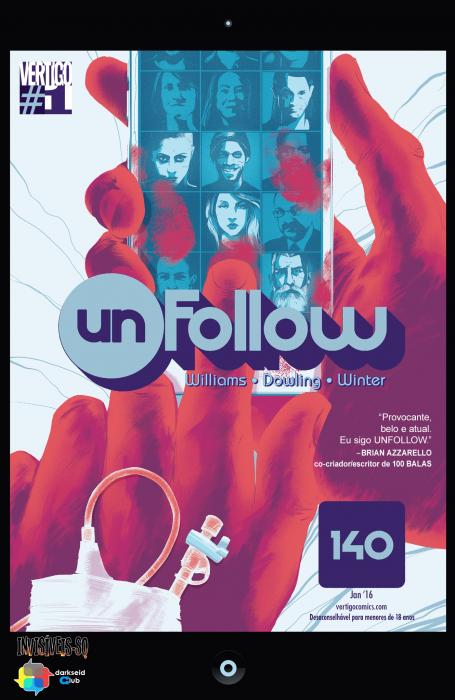 VERTIGO
#1
unFollow
Williams • Dowling • Winter
"Provocante,
belo e atual.
Eu sigo UNFOLLOW."
–BRIAN AZZARELLO
co-criador/escritor de 100 BALAS
140
Jan '16
vertigocomics.com
Desaconselhável para menores de 18 anos
INVISÍVEIS-SQ
darkseid
Club